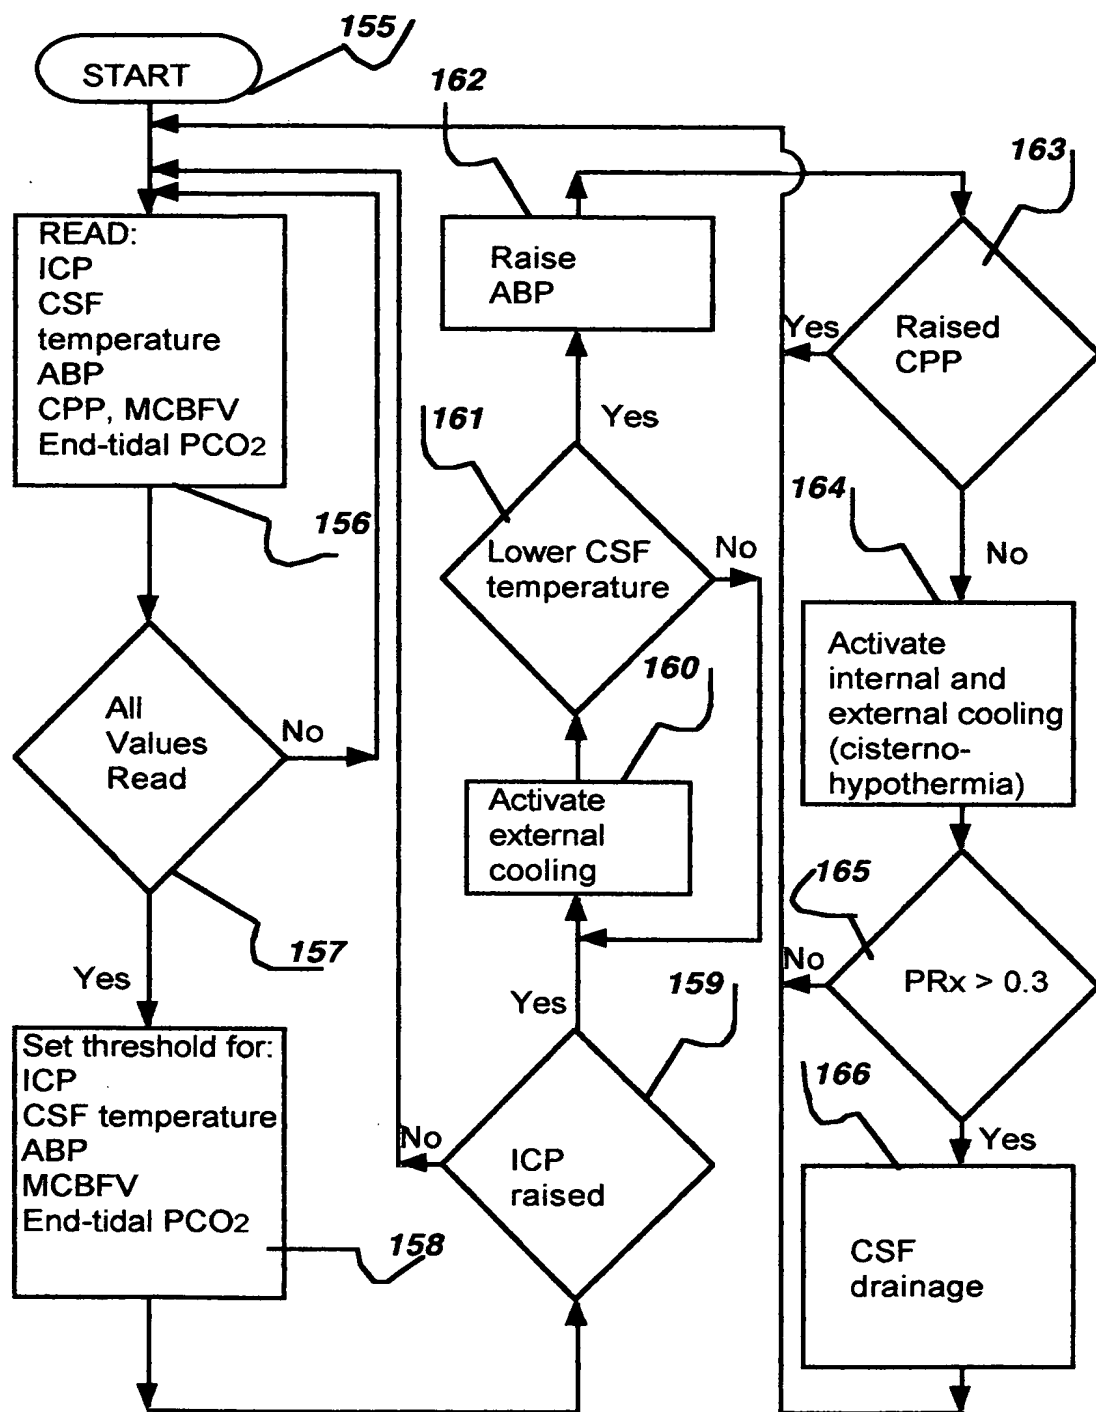 START
155
READ:
ICP
CSF
temperature
ABP
CPP, MCBFV
End-tidal PCO2
156
All
Values
Read
No
157
Yes
Set threshold for:
ICP
CSF temperature
ABP
MCBFV
End-tidal PCO2
158
162
Raise
ABP
Yes
161
Lower CSF
temperature
No
160
Activate
external
cooling
Yes
159
No
ICP
raised
163
Yes
Raised
CPP
164
No
Activate
internal and
external cooling
(cisterno-
hypothermia)
165
No
PRx > 0.3
166
Yes
CSF
drainage